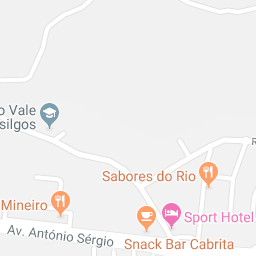 o Vale
silgos
Sabores do Rio
R
Mineiro
Sport Hotel
Av. António Sérgio
Snack Bar Cabrita